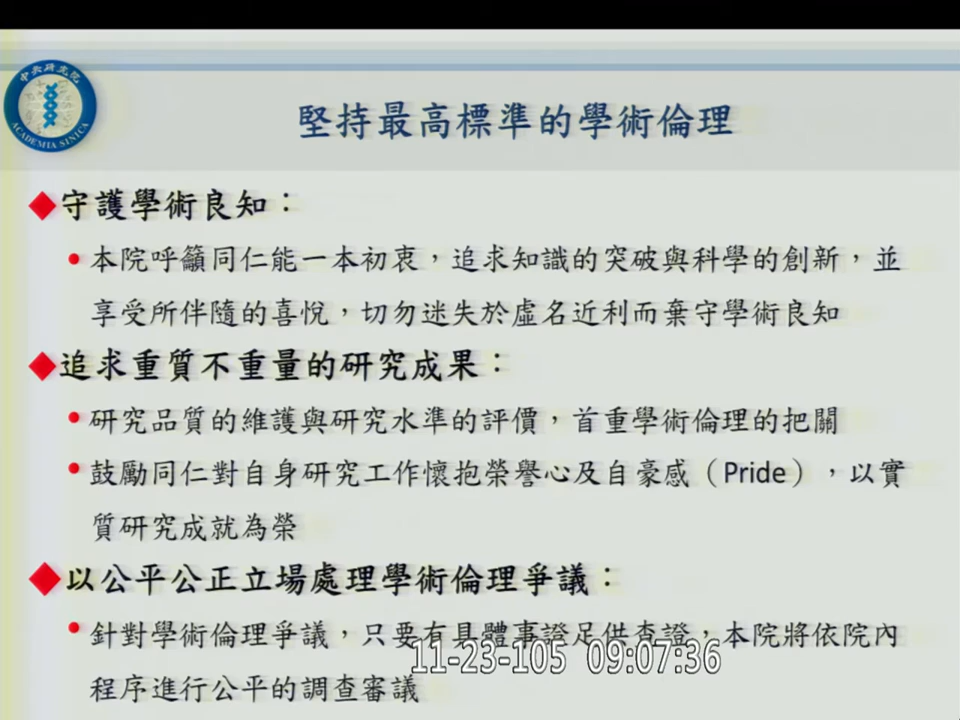 中央研究院
ACADEMIA SINICA
堅持最高標準的學術倫理
守護學術良知：
本院呼籲同仁能一本初衷，追求知識的突破與科學的創新，並
享受所伴隨的喜悅，切勿迷失於虛名近利而棄守學術良知
追求重質不重量的研究成果：
研究品質的維護與研究水準的評價，首重學術倫理的把關
鼓勵同仁對自身研究工作懷抱榮譽心及自豪感（Pride），以實
質研究成就為榮
以公平公正立場處理學術倫理爭議：
針對學術倫理爭議，只要有具體事證足供查證，本院將依院內
程序進行公平的調查審議
11-23-105 09:07:36